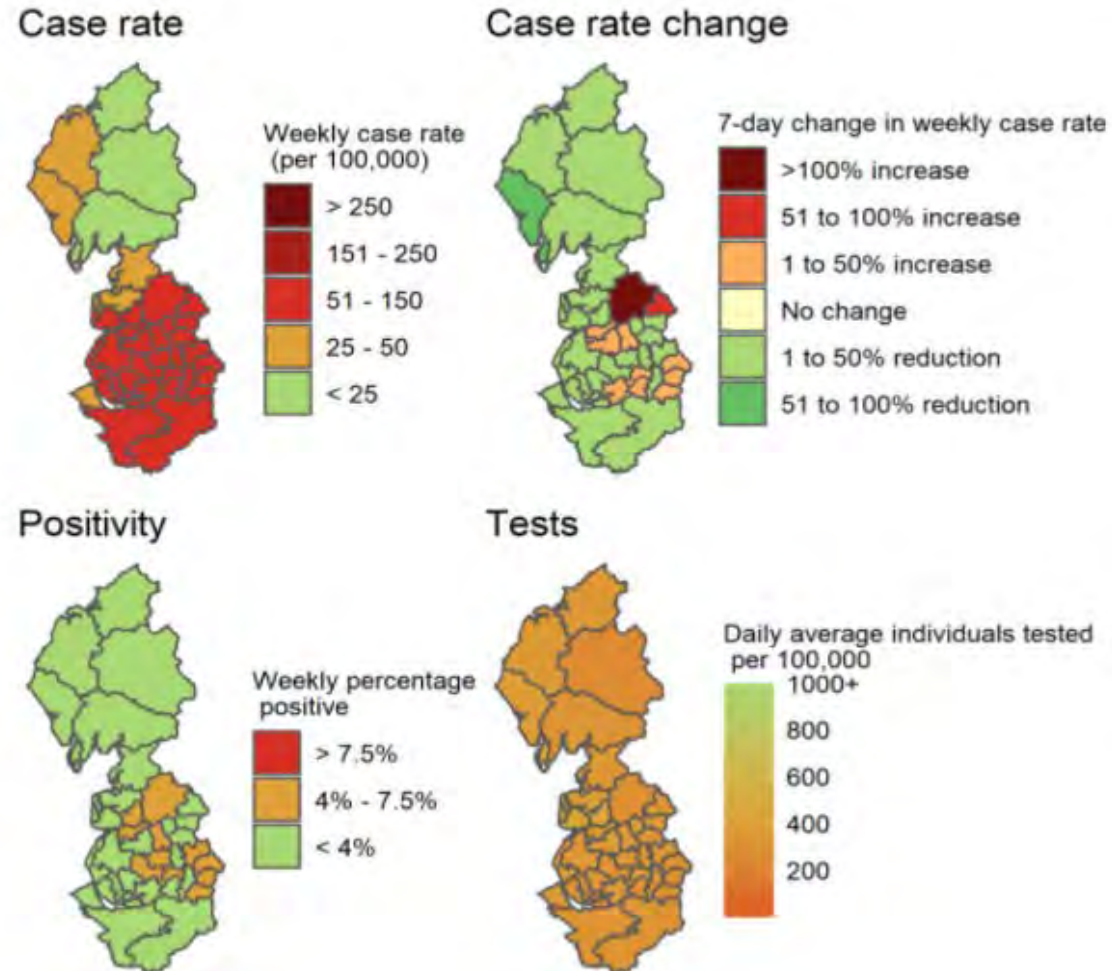 Case rate
Weekly case rate
(per 100,000)
> 250
151 - 250
51 - 150
25 - 50
< 25
Case rate change
7-day change in weekly case rate
>100% increase
51 to 100% increase
1 to 50% increase
No change
1 to 50% reduction
51 to 100% reduction
Positivity
Weekly percentage
positive
> 7.5%
4% - 7.5%
< 4%
Tests
Daily average individuals tested
per 100,000
1000+
800
600
400
200